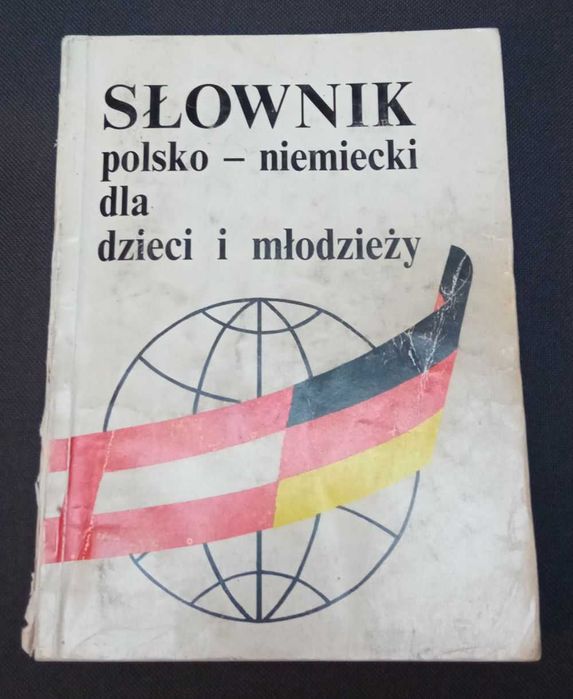 SŁOWNIK
polsko – niemiecki
dla
dzieci i młodzieży